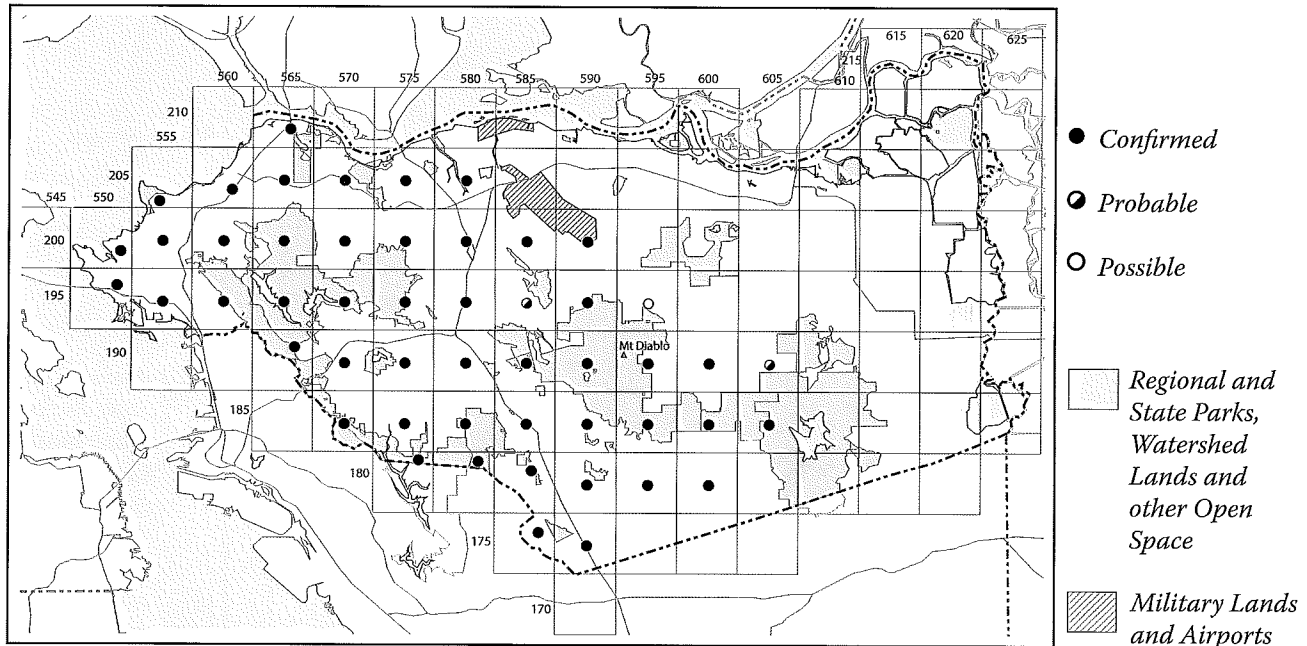 615 620 625
215
560 565 570 575 580 585 590 595 600 605 610
210
555
205
545 550
200
195
190
Mt Diablo
185
180
175
170
Confirmed
Probable
Possible
Regional and
State Parks,
Watershed
Lands and
other Open
Space
Military Lands
and Airports